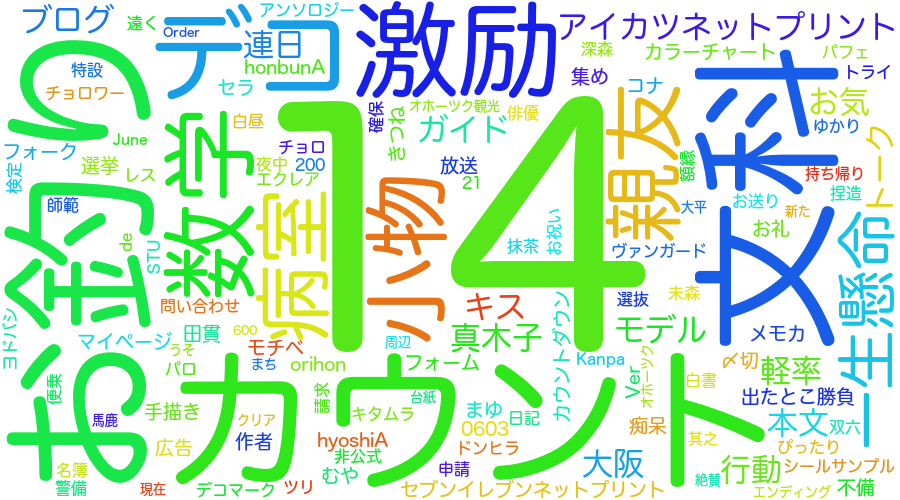 ブログ
遠く
アンソロジー
Order
デコ
連日
honbunA
激励
アイカツネットプリント
深森
カラーチャート
パフェ
トライ
集め
特設
チョロワー
セラ
オホーツク観光
俳優
コナ
お気
ゆかり
確保
きつね
ガイド
白昼
June
フォーク
選挙
レス
検定
師範
お釣り
数学
チョロ
夜中
200
エクレア
放送
21
親友
額縁
文科
持ち帰り
トーク
捏造
お送り
新た
大平
お礼
病室
14
小物
抹茶
お祝い
ヴァンガード
一生懸命
de
STU
問い合わせ
キス
選抜
未森
メモカ
ヨドバシ
マイページ
田貫
600
モチベ
周辺
真木子
モデル
カウントダウン
うそ
パロ
まち
orihon
フォーム
Kanpa
Ver
オホーツク
白書
〆切
軽率
出たとこ勝負
便乗
馬鹿
手描き
クリア
請求
台紙
キタムラ
カウント
まゆ
日記
0603
痴呆
其之
本文
双六
広告
作者
hyoshiA
ドンヒラ
ぴったり
名簿
警備
現在
デコマーク
ツリ
非公式
むや
申請
大阪
セブンイレブンネットプリント
絶賛
行動
シールサンプル
エンディング
不備